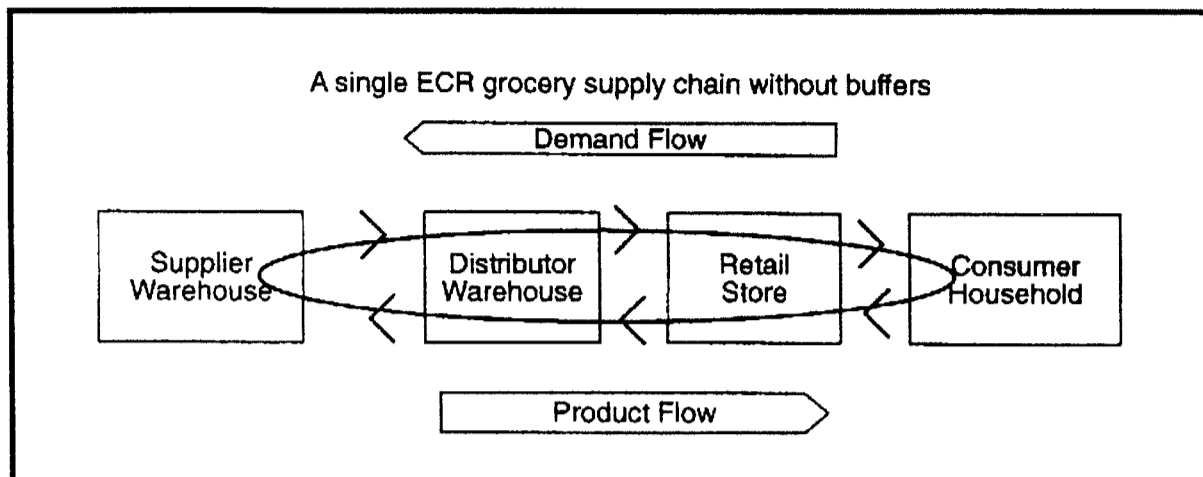 A single ECR grocery supply chain without buffers
Demand Flow
Supplier
Warehouse
Distributor
Warehouse
Retail
Store
Consumer
Household
Product Flow